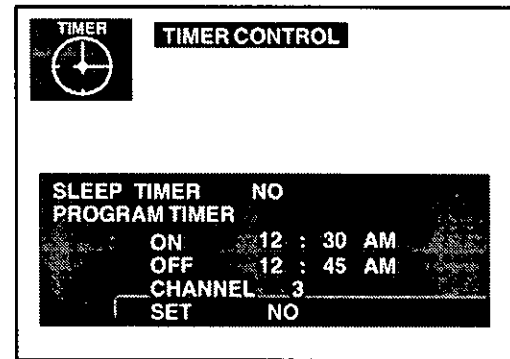 TIMER
TIMER CONTROL
SLEEP TIMER NO
PROGRAM TIMER
ON 12 : 30 AM
OFF 12 : 45 AM
CHANNEL 3
SET NO